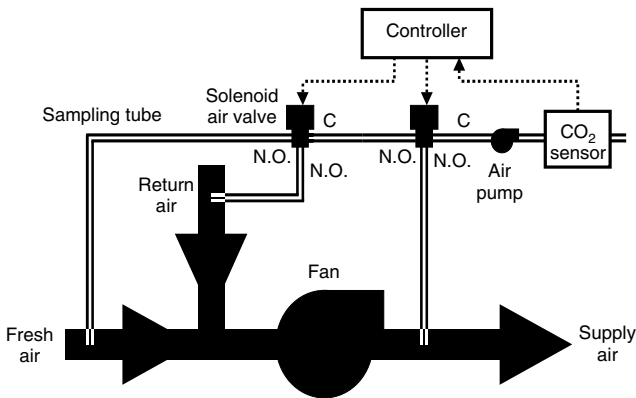 Controller
Solenoid
air valve
Sampling tube
C
C
CO₂
sensor
N.O.
N.O.
N.O.
N.O.
Air
pump
Return
air
Fan
Fresh
air
Supply
air